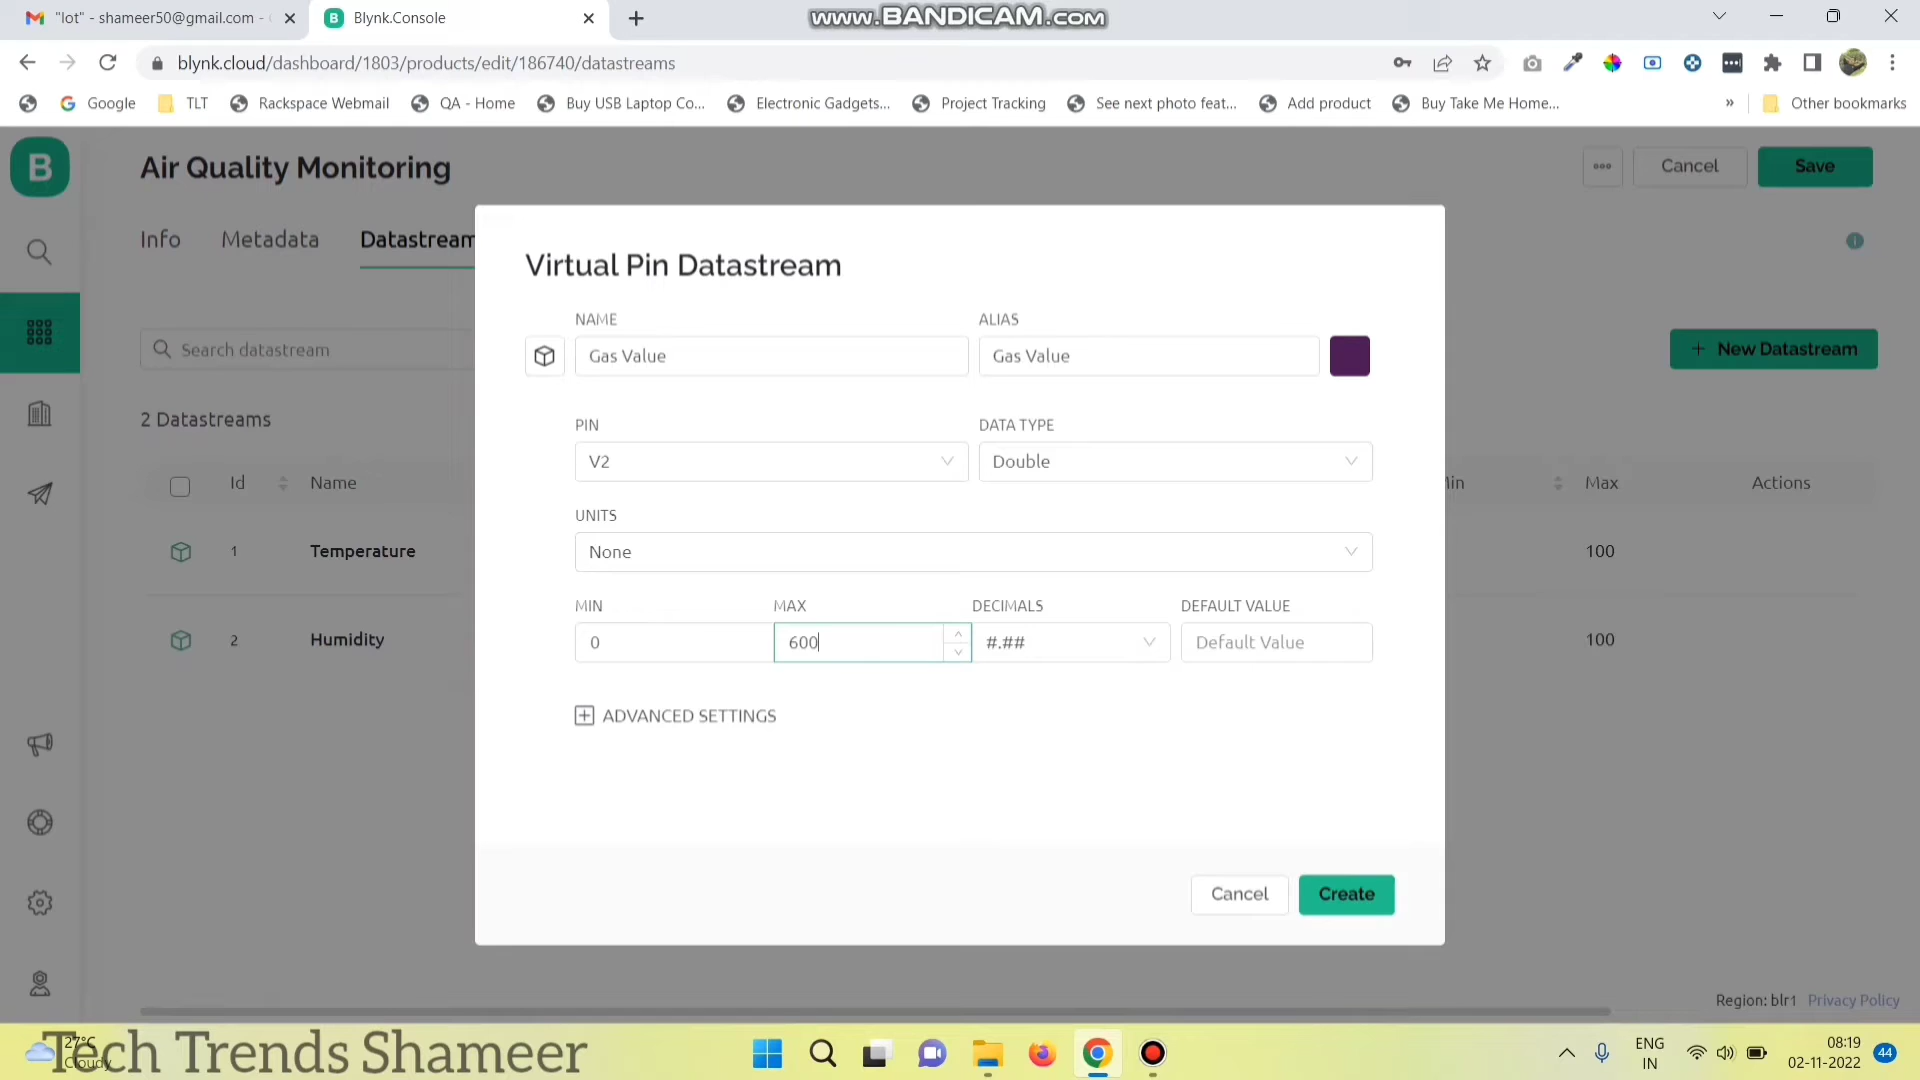 "Iot" - shameer50@gmail.com -
Blynk.Console
www.BANDICAM.com
blynk.cloud/dashboard/1803/products/edit/186740/datastreams
Google
TLT
Rackspace Webmail
QA - Home
Buy USB Laptop Co...
Electronic Gadgets...
Project Tracking
See next photo feat...
Add product
Buy Take Me Home...
»
Other bookmarks
B
Air Quality Monitoring
Cancel
Save
Info
Metadata
Datastream
Virtual Pin Datastream
NAME
ALIAS
Gas Value
Gas Value
Search datastream
+ New Datastream
2 Datastreams
PIN
DATA TYPE
V2
Double
Id
Name
Min
Max
Actions
UNITS
None
1
Temperature
100
MIN
MAX
DECIMALS
DEFAULT VALUE
0
600
#.##
Default Value
2
Humidity
100
ADVANCED SETTINGS
Cancel
Create
Region: blr1
Privacy Policy
27°C
Cloudy
Tech Trends Shameer
ENG
IN
08:19
02-11-2022
44